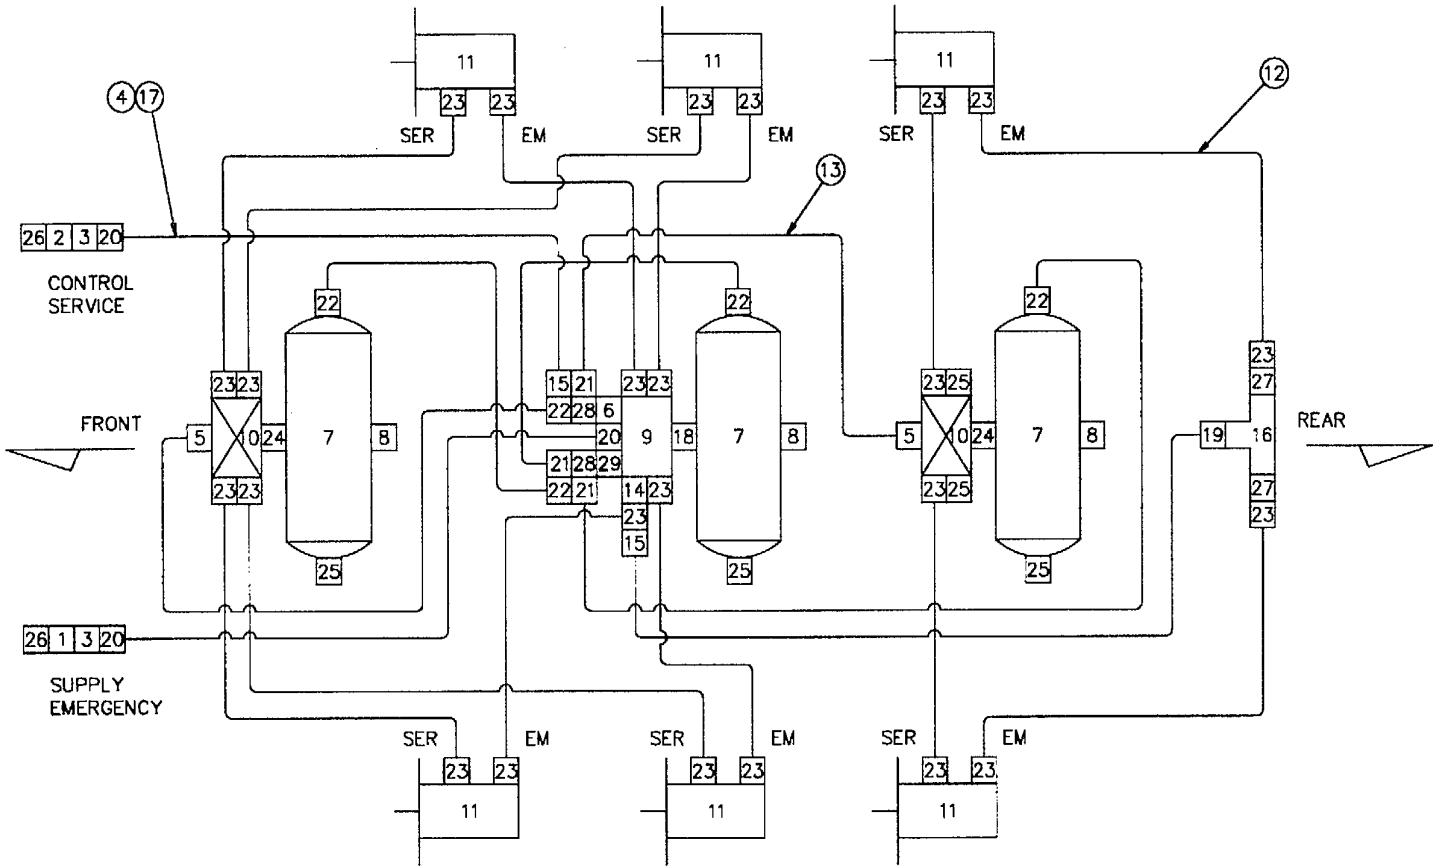 11 11 11
12
4 17
23 23 23 23 23 23
SER EM SER EM SER EM
13
26 2 3 20
CONTROL
SERVICE
22 22 22
23 23 15 21 23 23 23 25 23
22 28 6 27
FRONT REAR
5 10 24 7 8 20 9 18 7 8 5 10 24 7 8 19 16
21 28 29
23 23 22 21 14 23 23 25 27
23 23
15
25 25 25
26 1 3 20
SUPPLY
EMERGENCY
SER EM SER EM SER EM
23 23 23 23 23 23
11 11 11